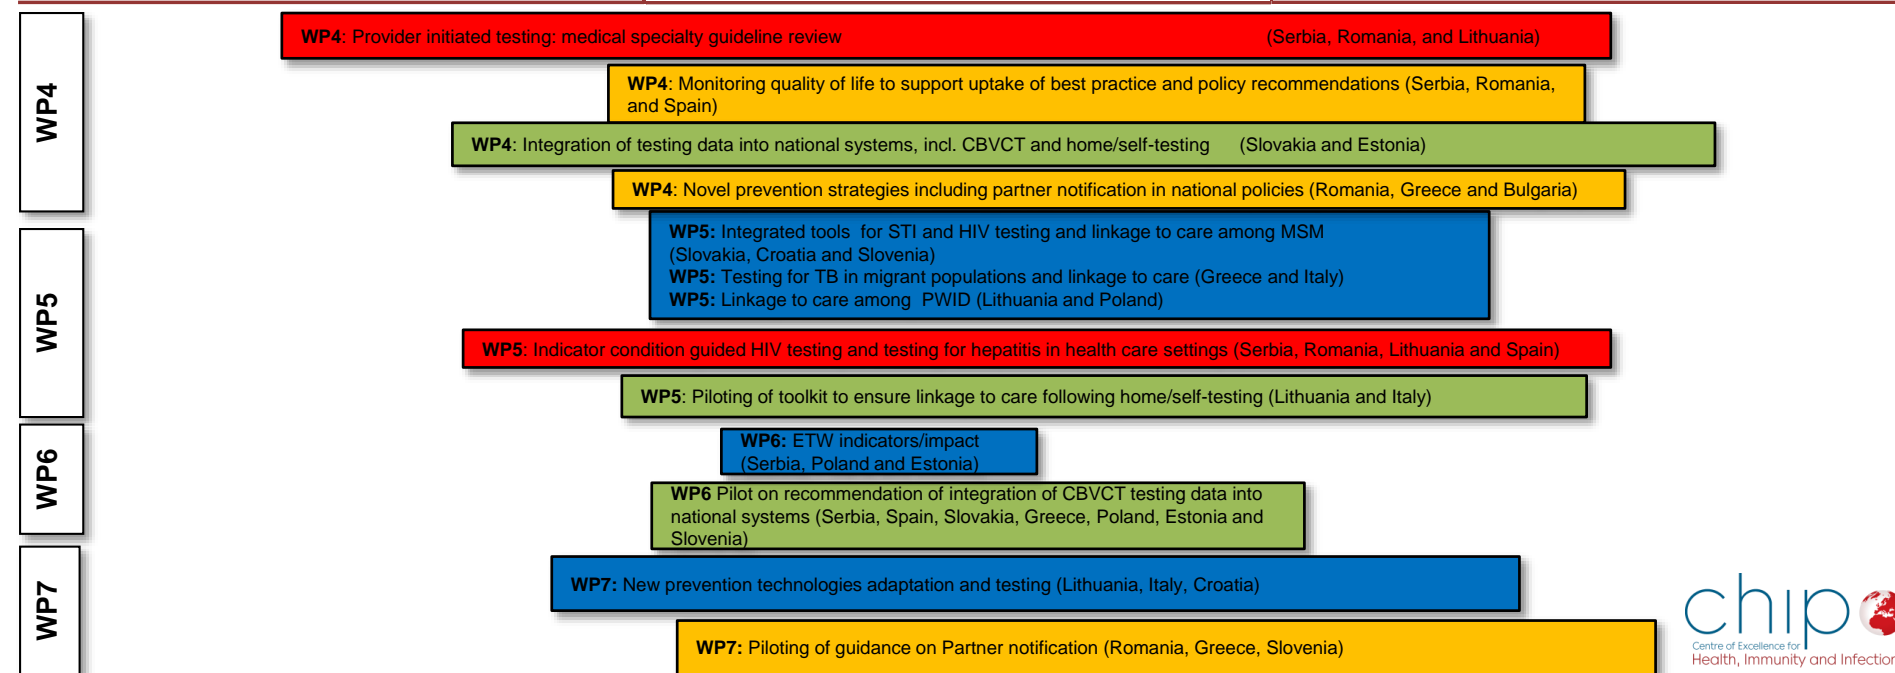 WP4
WP4: Provider initiated testing: medical specialty guideline review (Serbia, Romania, and Lithuania)
WP4: Monitoring quality of life to support uptake of best practice and policy recommendations (Serbia, Romania,
and Spain)
WP4: Integration of testing data into national systems, incl. CBVCT and home/self-testing (Slovakia and Estonia)
WP4: Novel prevention strategies including partner notification in national policies (Romania, Greece and Bulgaria)
WP5
WP5: Integrated tools for STI and HIV testing and linkage to care among MSM
(Slovakia, Croatia and Slovenia)
WP5: Testing for TB in migrant populations and linkage to care (Greece and Italy)
WP5: Linkage to care among PWID (Lithuania and Poland)
WP5: Indicator condition guided HIV testing and testing for hepatitis in health care settings (Serbia, Romania, Lithuania and Spain)
WP5: Piloting of toolkit to ensure linkage to care following home/self-testing (Lithuania and Italy)
WP6
WP6: ETW indicators/impact
(Serbia, Poland and Estonia)
WP6 Pilot on recommendation of integration of CBVCT testing data into
national systems (Serbia, Spain, Slovakia, Greece, Poland, Estonia and
Slovenia)
WP7
WP7: New prevention technologies adaptation and testing (Lithuania, Italy, Croatia)
WP7: Piloting of guidance on Partner notification (Romania, Greece, Slovenia)
chip
Centre of Excellence for
Health, Immunity and Infection